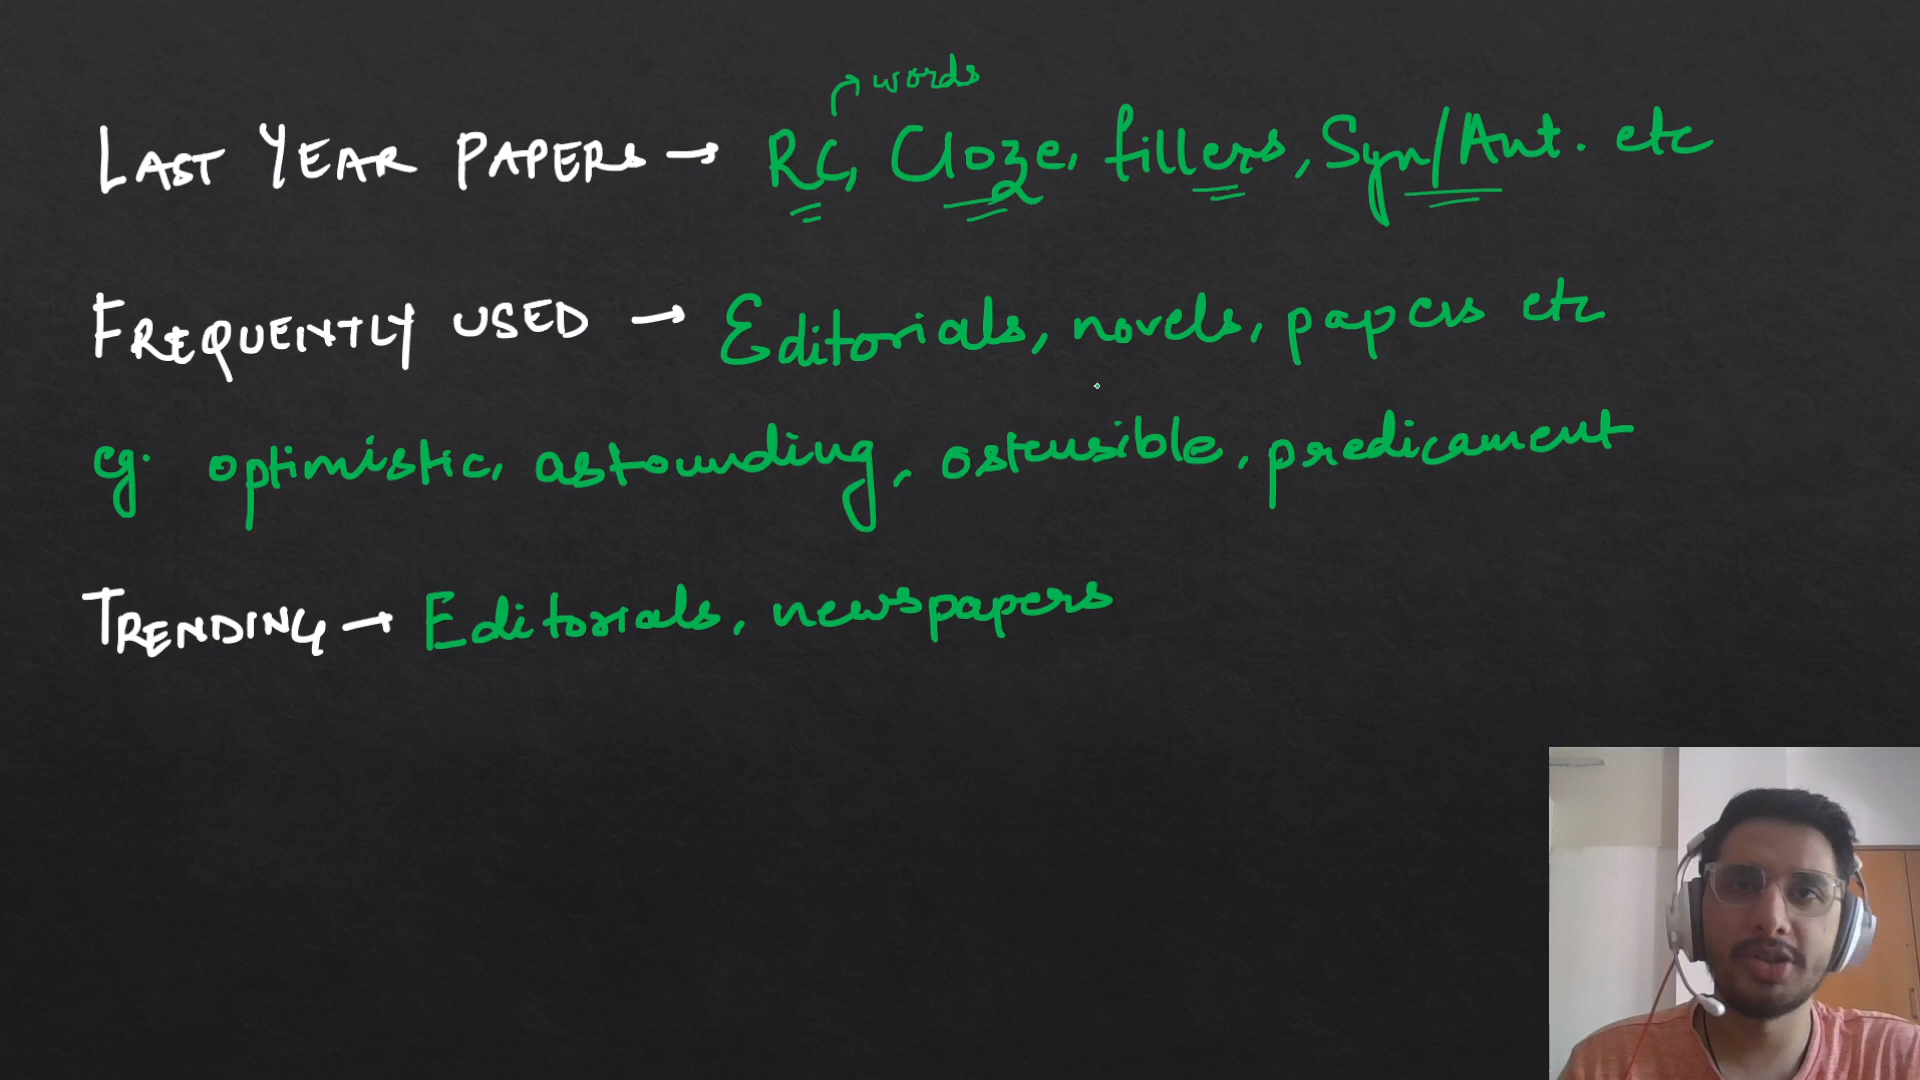 words
LAST YEAR PAPERS → RC, Cloze, fillers, Syn/Ant. etc
FREQUENTLY USED → Editorials, novels, papers etc
eg. optimistic, astounding, ostensible, predicament
TRENDING → Editorials, newspapers